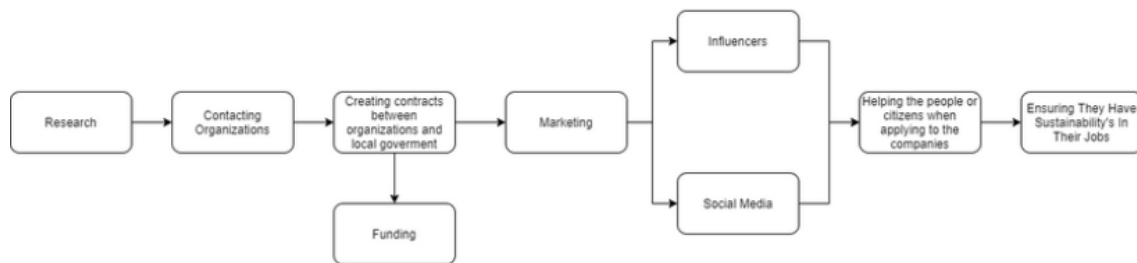 Research
Contacting
Organizations
Creating contracts
between
organizations and
local goverment
Funding
Marketing
Influencers
Social Media
Helping the people or
citizens when
applying to the
companies
Ensuring They Have
Sustainability's In
Their Jobs